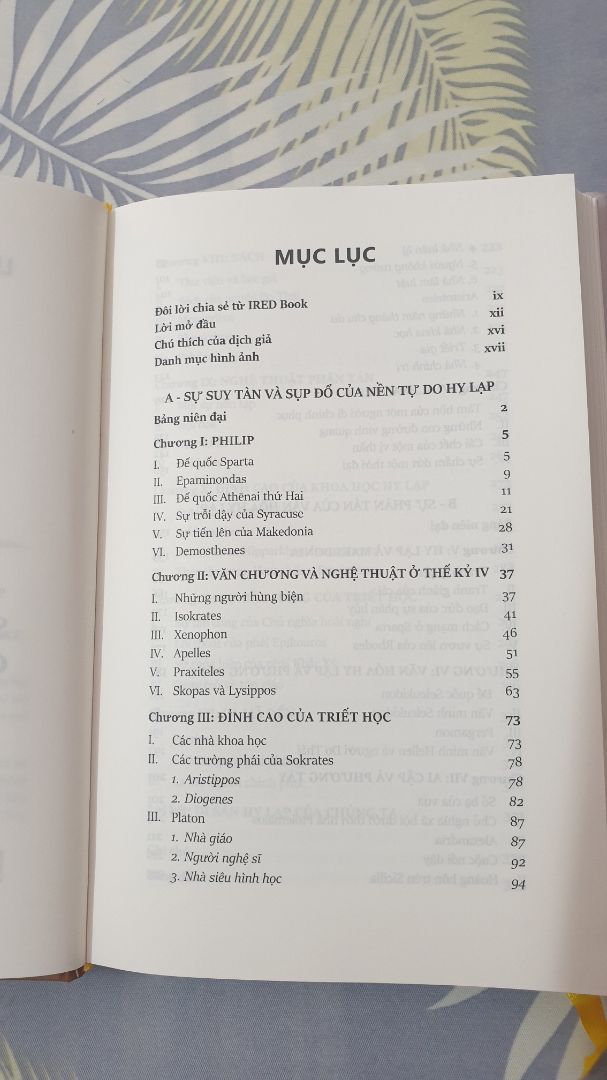 MỤC LỤC
Đôi lời chia sẻ từ IRED Book ix
Lời mở đầu xii
Chú thích của dịch giả xvi
Danh mục hình ảnh xvii
A - SỰ SUY TÀN VÀ SỤP ĐỔ CỦA NỀN TỰ DO HY LẠP
Bảng niên đại 2
Chương I: PHILIP 5
I. Đế quốc Sparta 5
II. Epaminondas 9
III. Đế quốc Athēnai thứ Hai 11
IV. Sự trỗi dậy của Syracuse 21
V. Sự tiến lên của Makedonia 28
VI. Demosthenes 31
Chương II: VĂN CHƯƠNG VÀ NGHỆ THUẬT Ở THẾ KỶ IV 37
I. Những người hùng biện 37
II. Isokrates 41
III. Xenophon 46
IV. Apelles 51
V. Praxiteles 55
VI. Skopas và Lysippos 63
Chương III: ĐỈNH CAO CỦA TRIẾT HỌC 73
I. Các nhà khoa học 73
II. Các trường phái của Sokrates 78
1. Aristippos 78
2. Diogenes 82
III. Platon 87
1. Nhà giáo 87
2. Người nghệ sĩ 92
3. Nhà siêu hình học 94